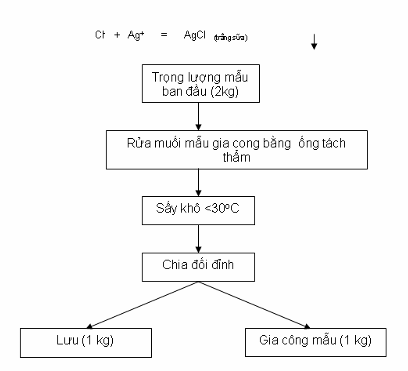 Cl- + Ag+ = AgCl (trắng sữa) ↓
Trọng lượng mẫu
ban đầu (2kg)
Rửa muối mẫu gia cong bằng ống tách
thẩm
Sấy khô <30ºC
Chia đối đỉnh
Lưu (1 kg)
Gia công mẫu (1 kg)